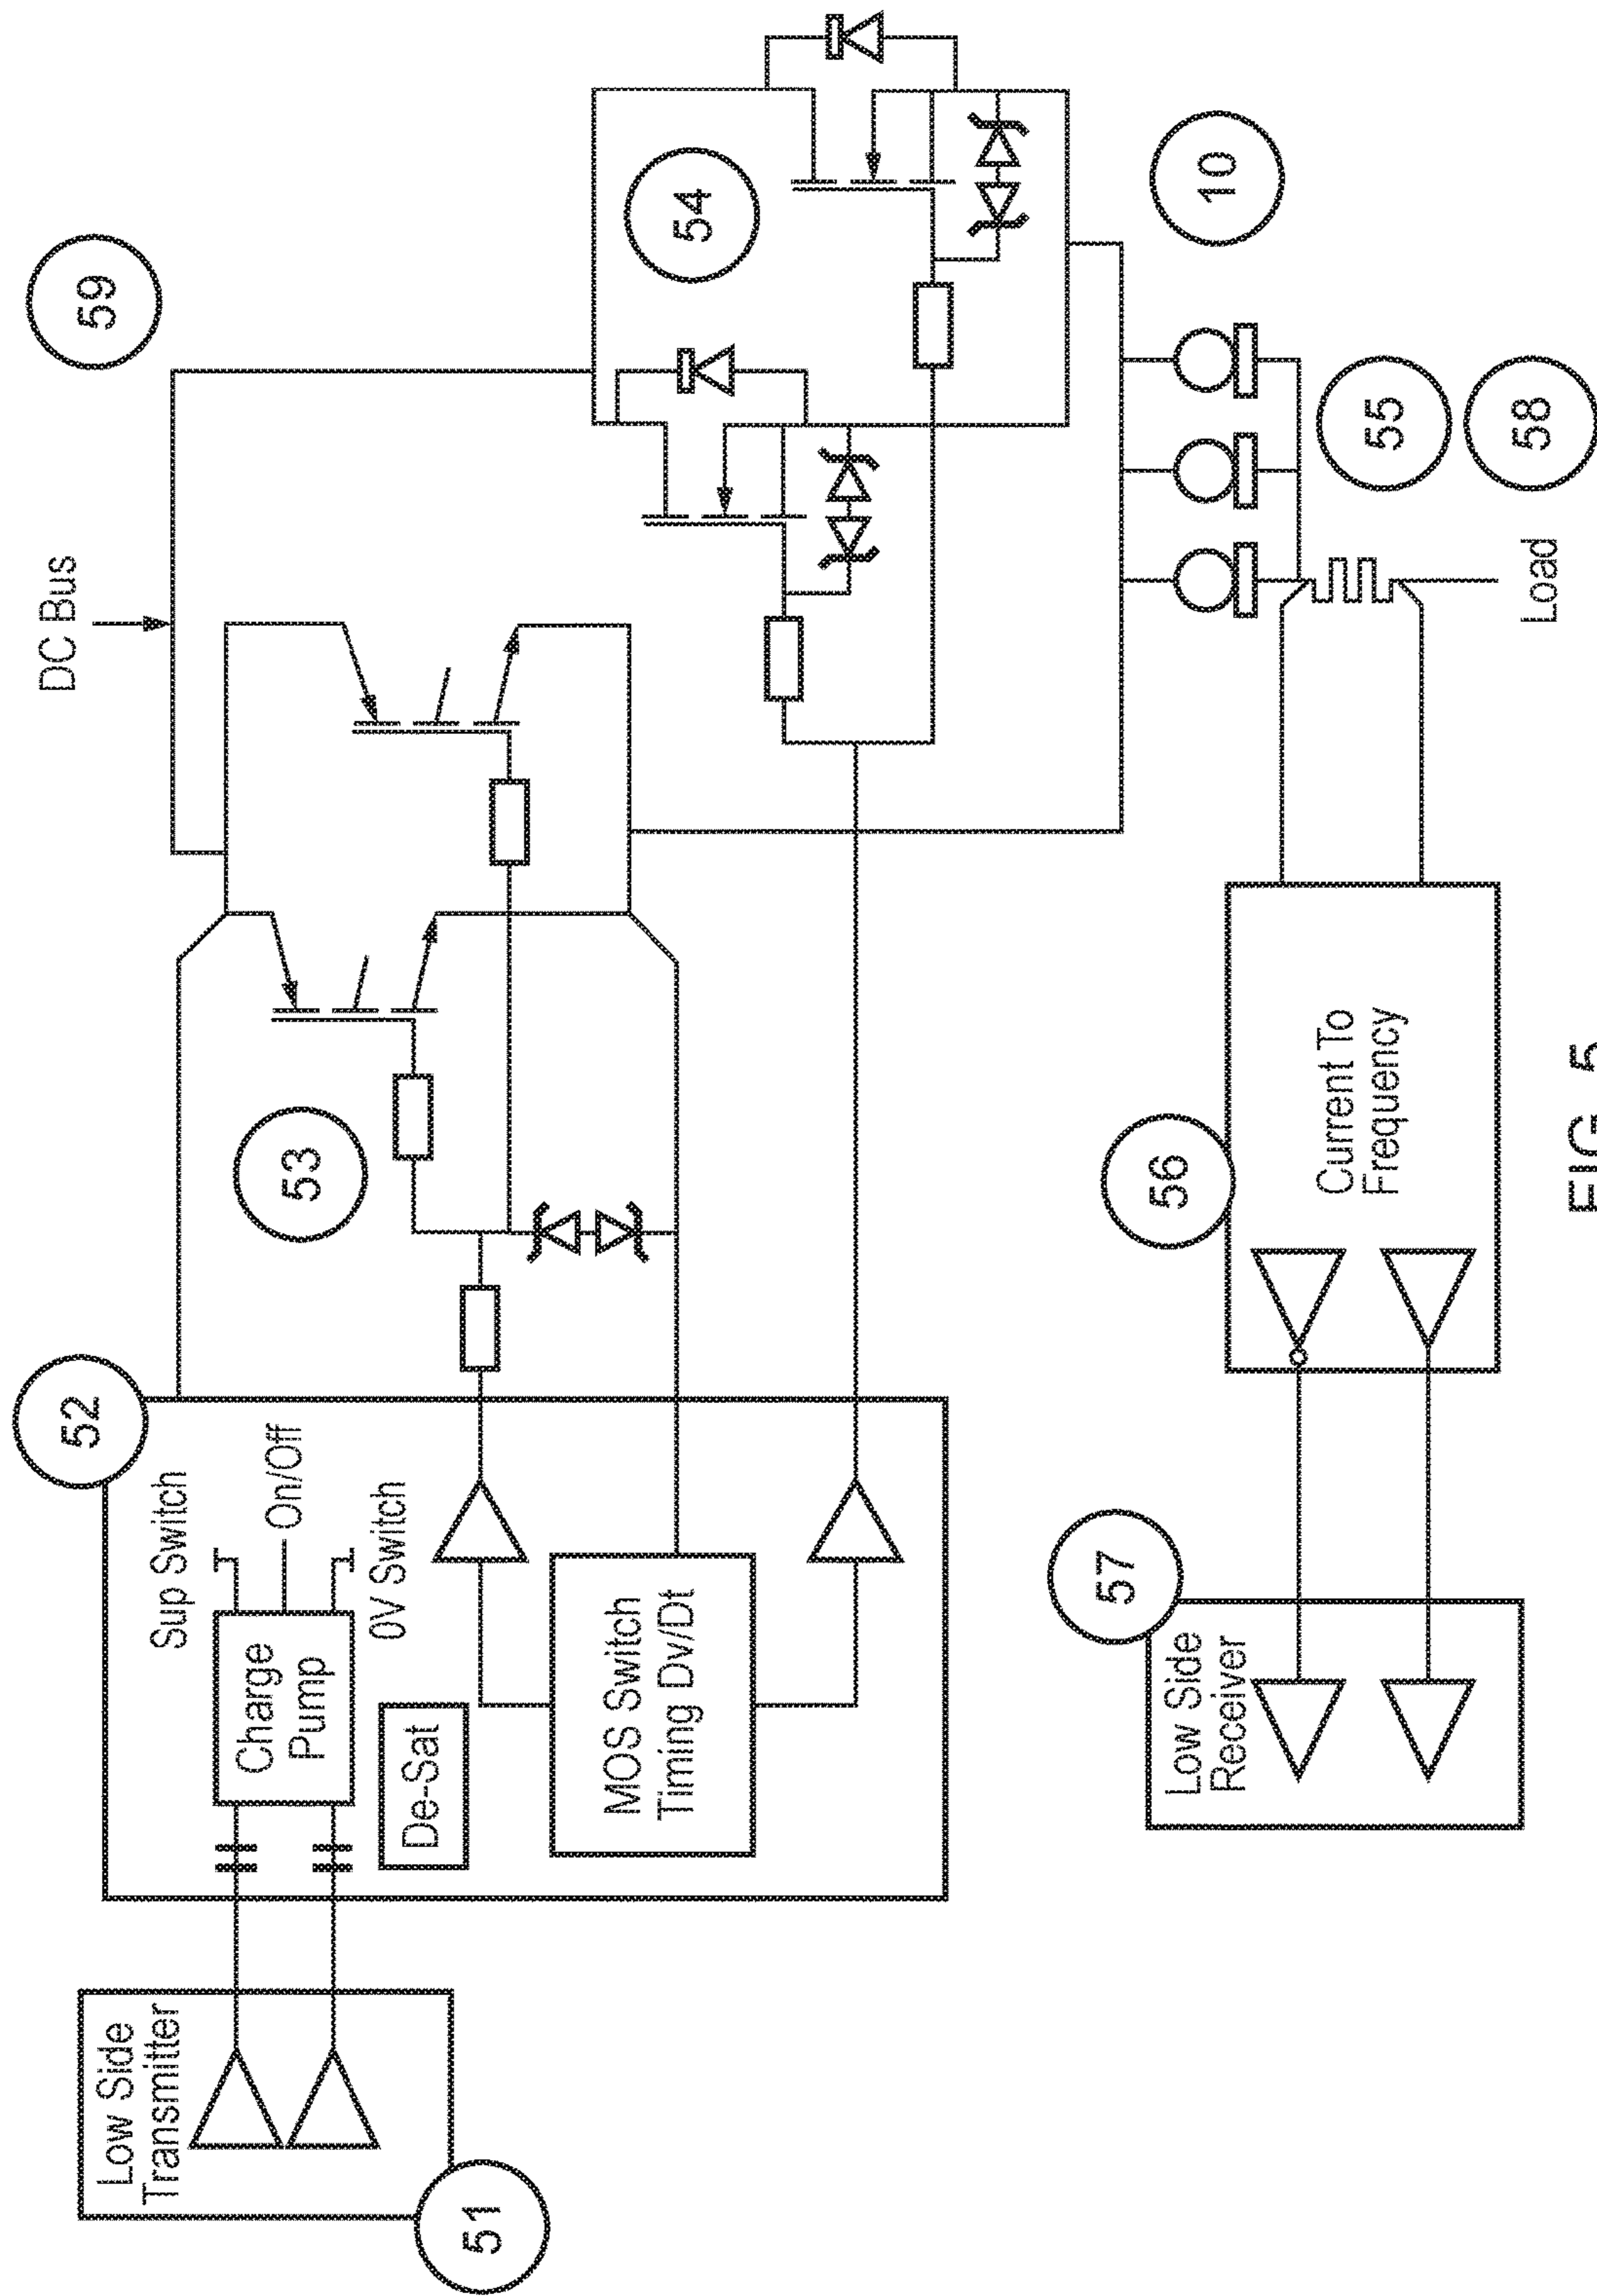 59
DC Bus
52
Sup Switch
On/Off
Charge
Pump
0V Switch
Low Side
Transmitter
51
De-Sat
MOS Switch
Timing Dv/Dt
53
54
10
55
58
Load
56
Current To
Frequency
57
Low Side
Receiver
FIG. 5